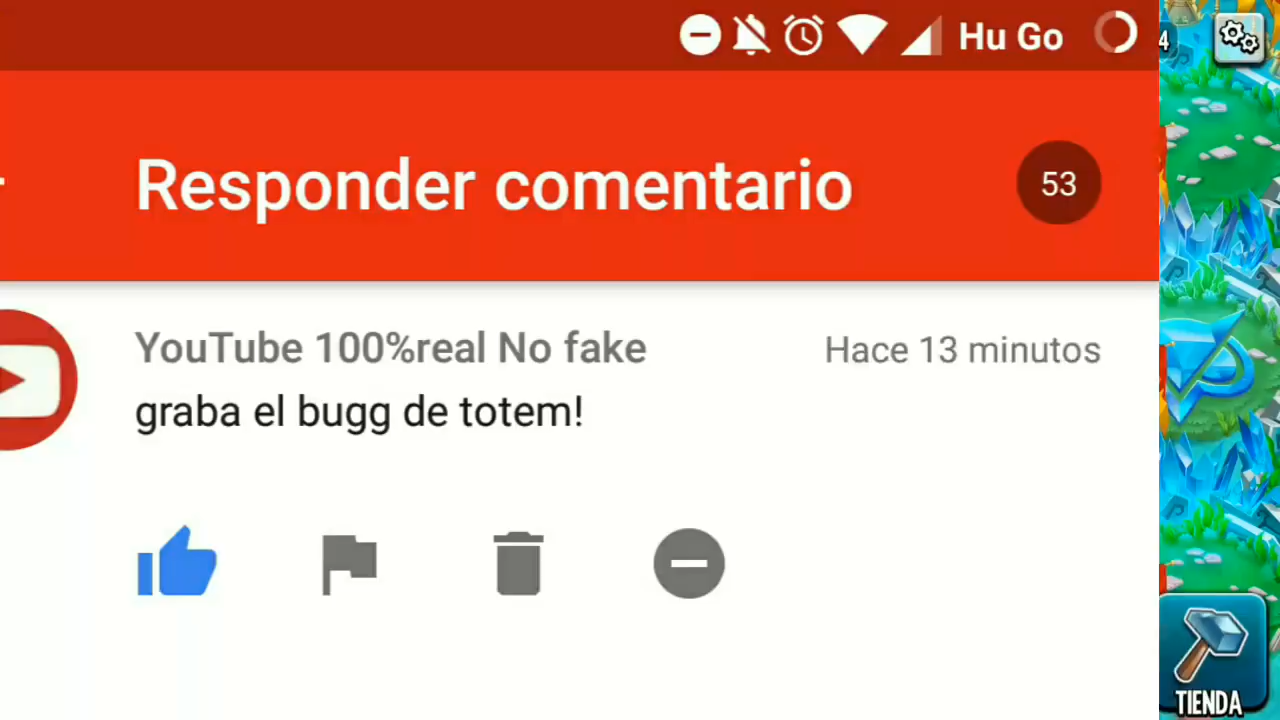 Hu Go
4
Responder comentario
53
YouTube 100%real No fake
Hace 13 minutos
graba el bugg de totem!
TIENDA